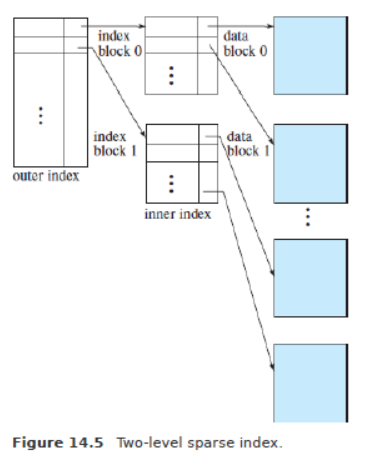 index
block 0
data
block 0
index
block 1
data
block 1
outer index
inner index
Figure 14.5 Two-level sparse index.